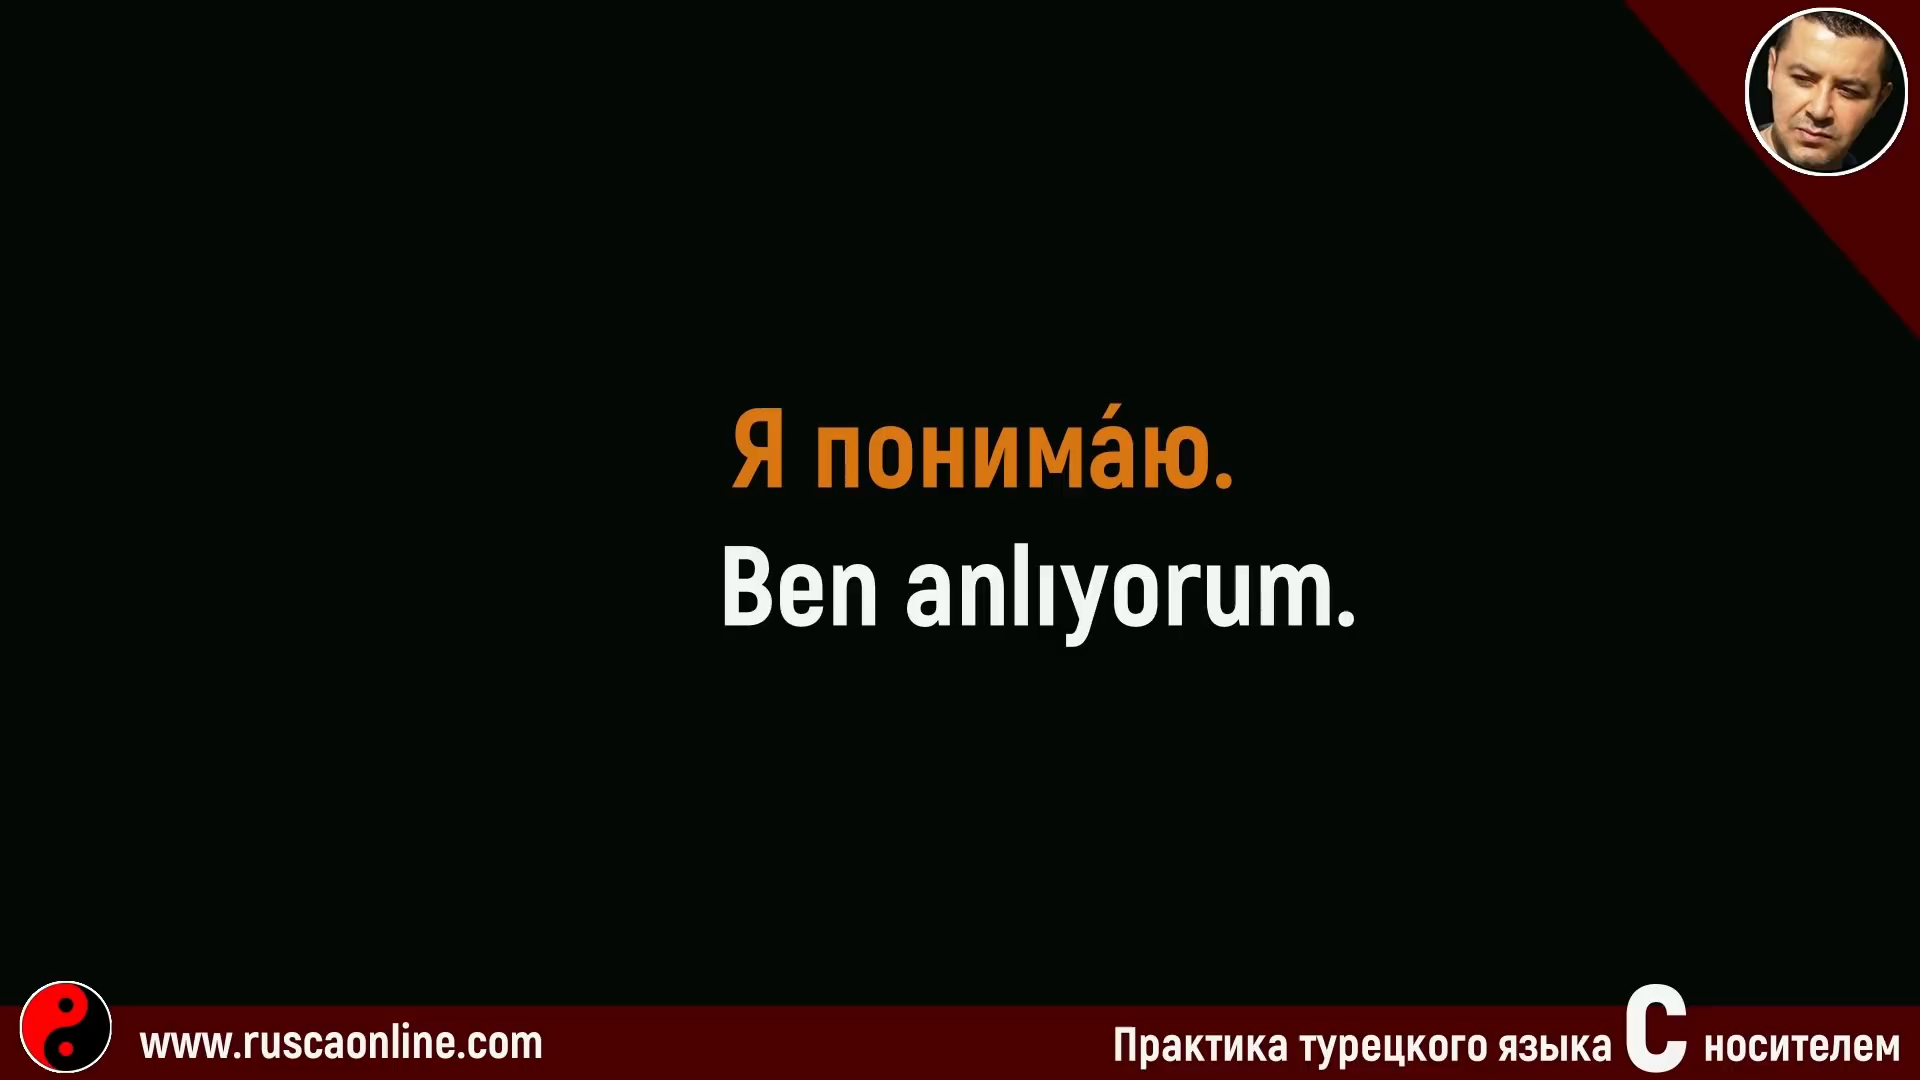 Я понима́ю.
Ben anlıyorum.
www.ruscaonline.com
Практика турецкого языка С носителем